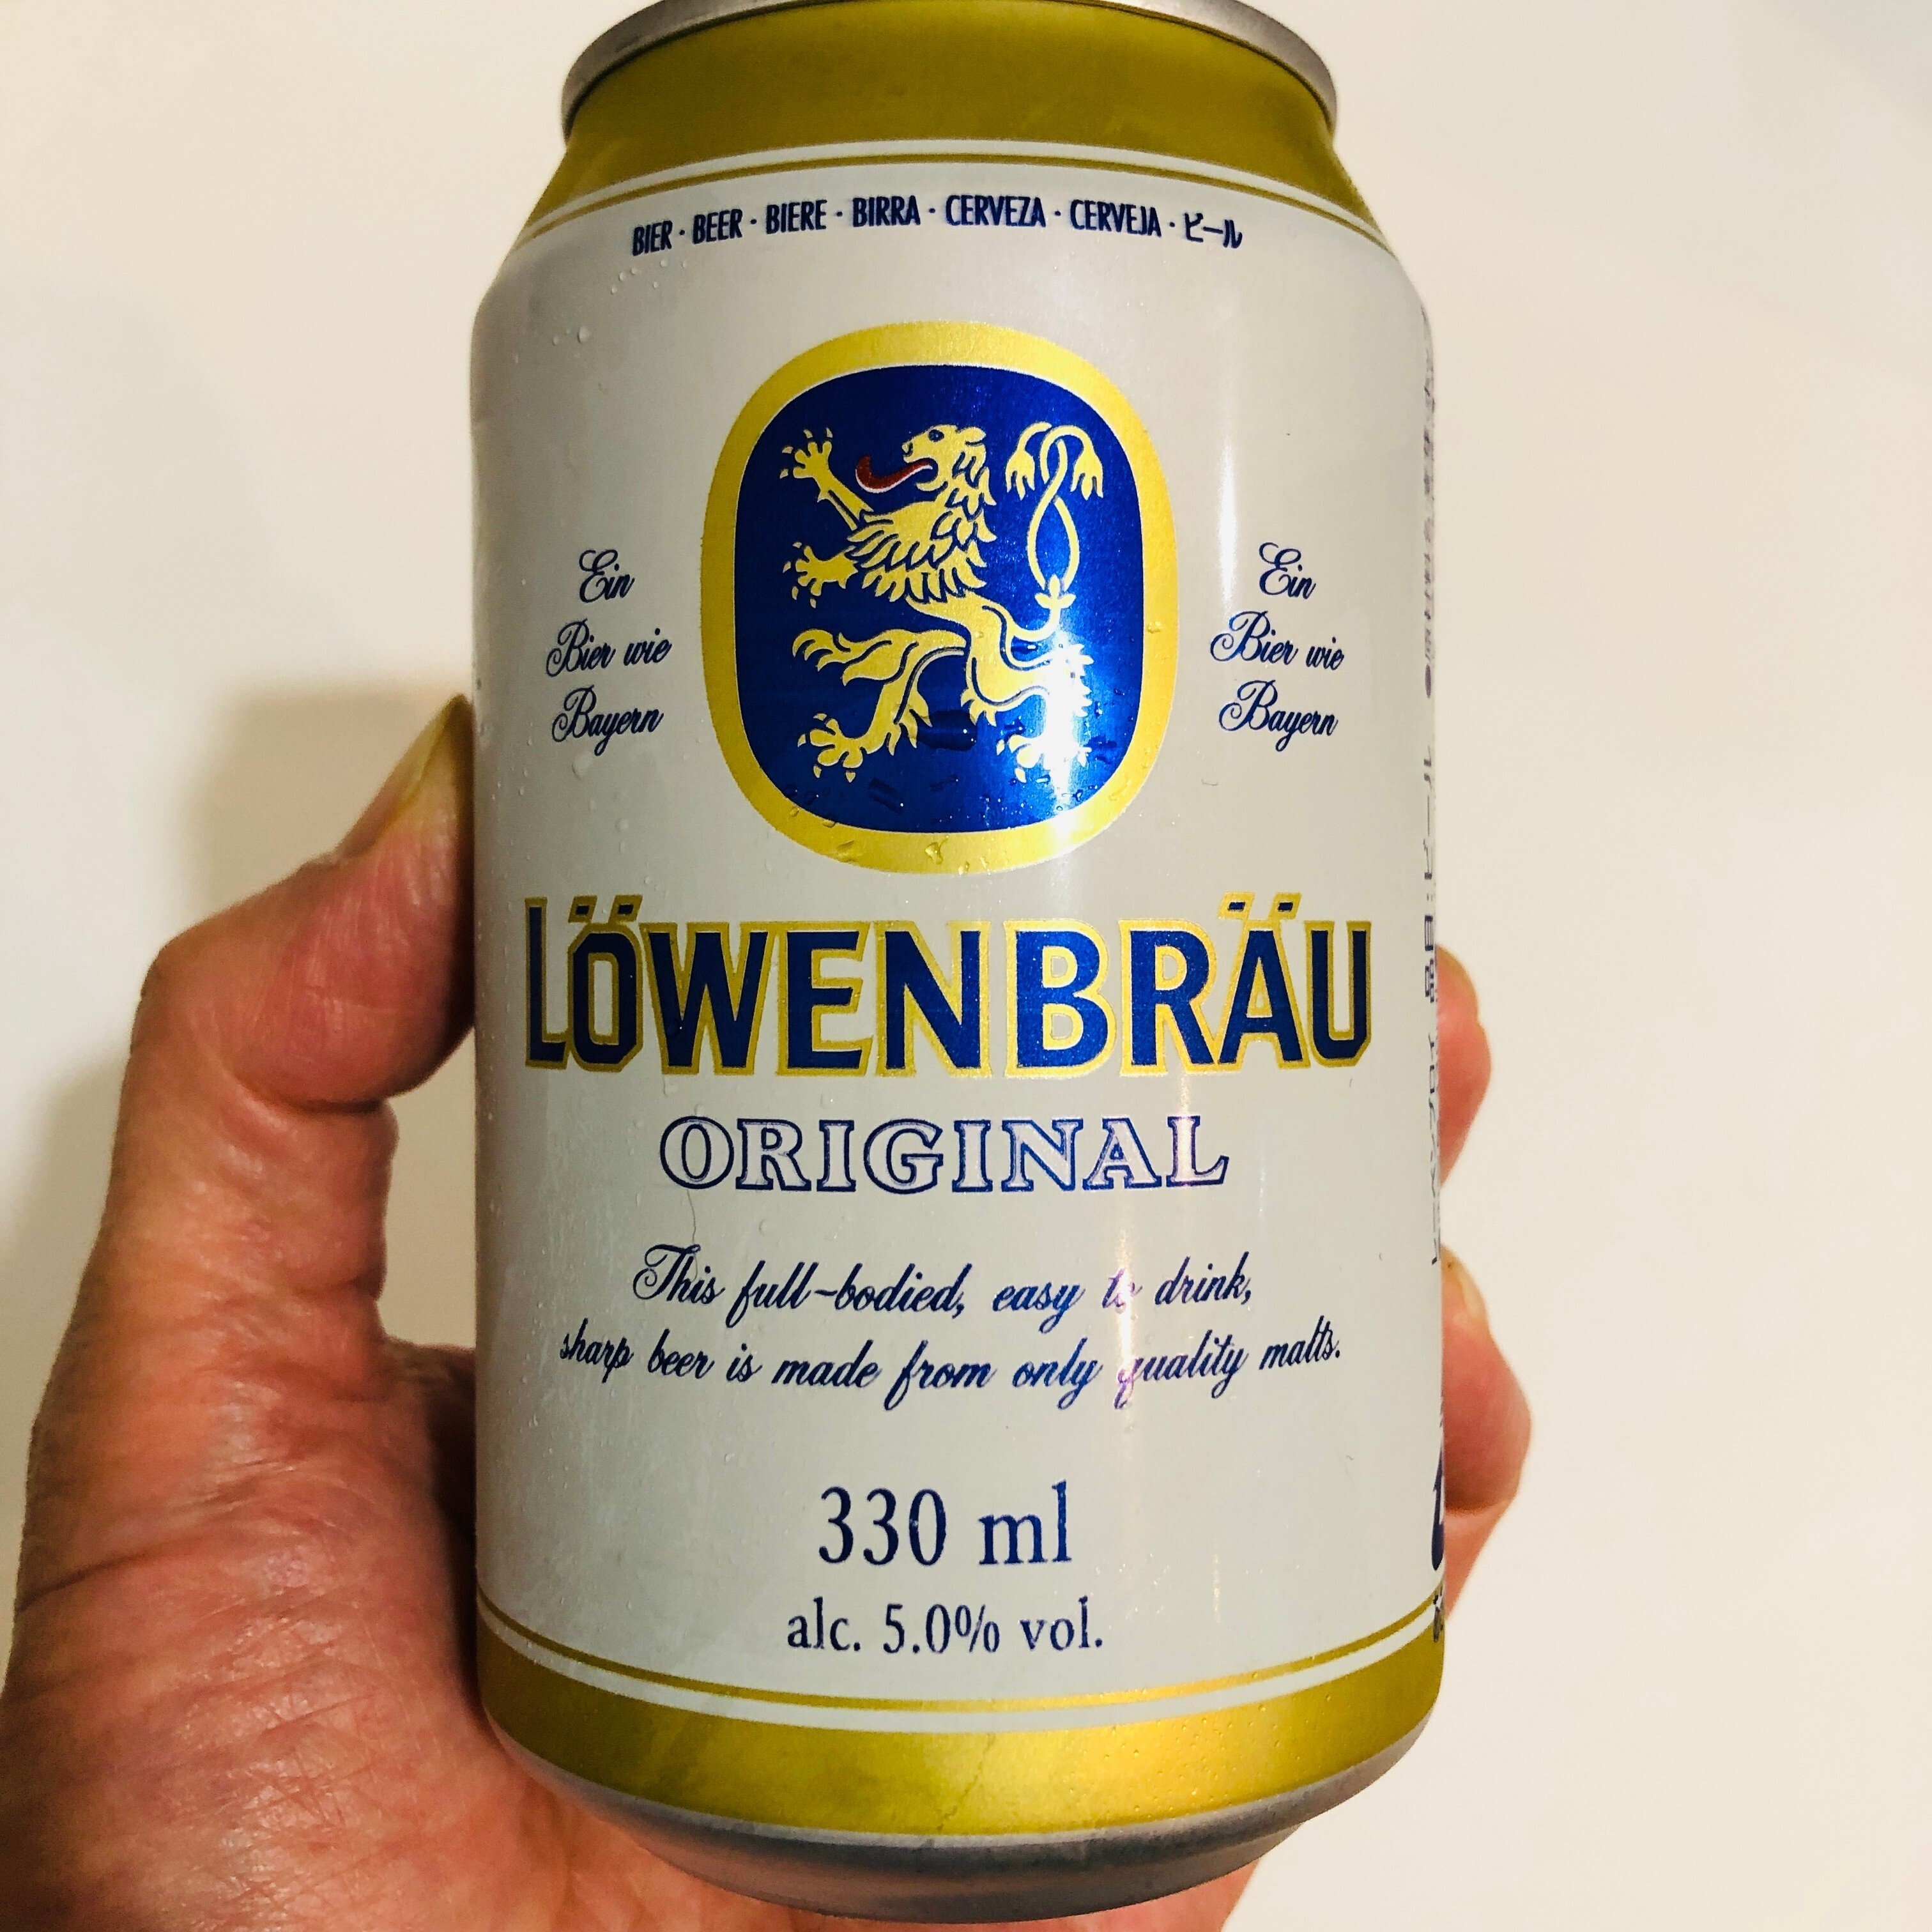 BIER · BEER · BIERE · BIRRA · CERVEZA · CERVEJA · ビール
Ein
Bier wie
Bayern
Ein
Bier wie
Bayern
LÖWENBRÄU
ORIGINAL
This full-bodied, easy to drink,
sharp beer is made from only quality malts.
330 ml
alc. 5.0% vol.